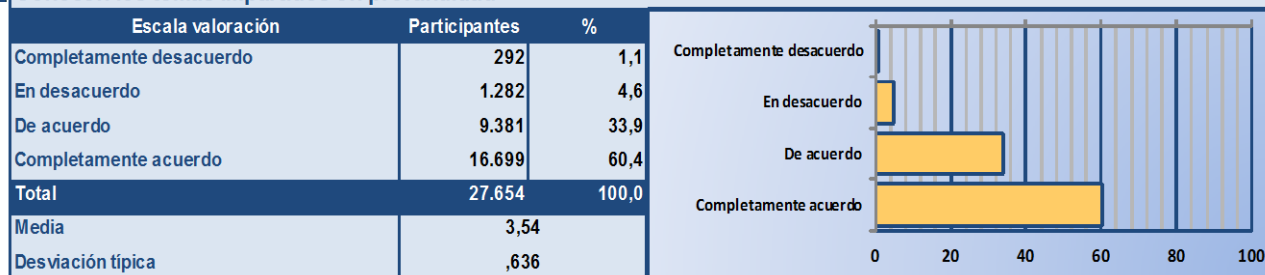 Escala valoración Participantes %
Completamente desacuerdo 292 1,1
En desacuerdo 1.282 4,6
De acuerdo 9.381 33,9
Completamente acuerdo 16.699 60,4
Total 27.654 100,0
Media 3,54
Desviación típica ,636
Completamente desacuerdo
En desacuerdo
De acuerdo
Completamente acuerdo
0 20 40 60 80 100